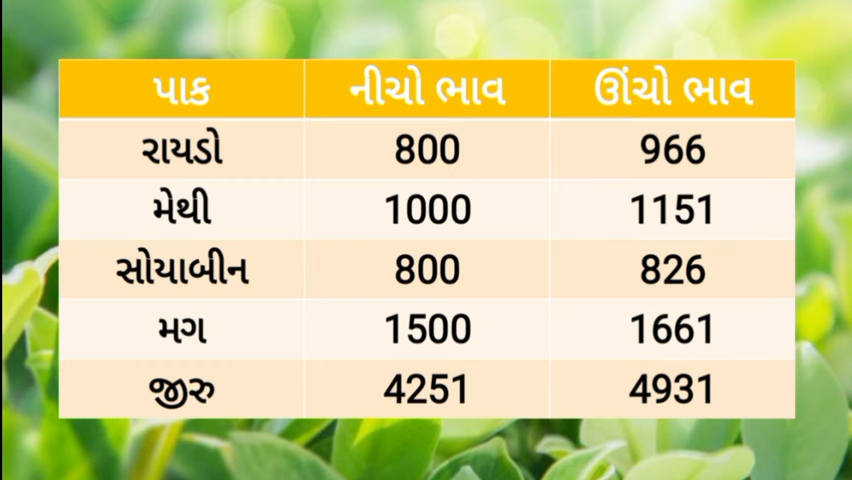 પાક નીચો ભાવ ઊંચો ભાવ
રાયડો 800 966
મેથી 1000 1151
સોયાબીન 800 826
મગ 1500 1661
જીરુ 4251 4931